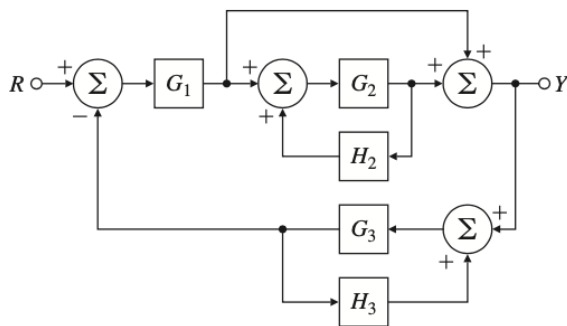 + +
R + Σ G₁ + Σ G₂ + Σ Y
− +
H₂
G₃ Σ +
+
H₃